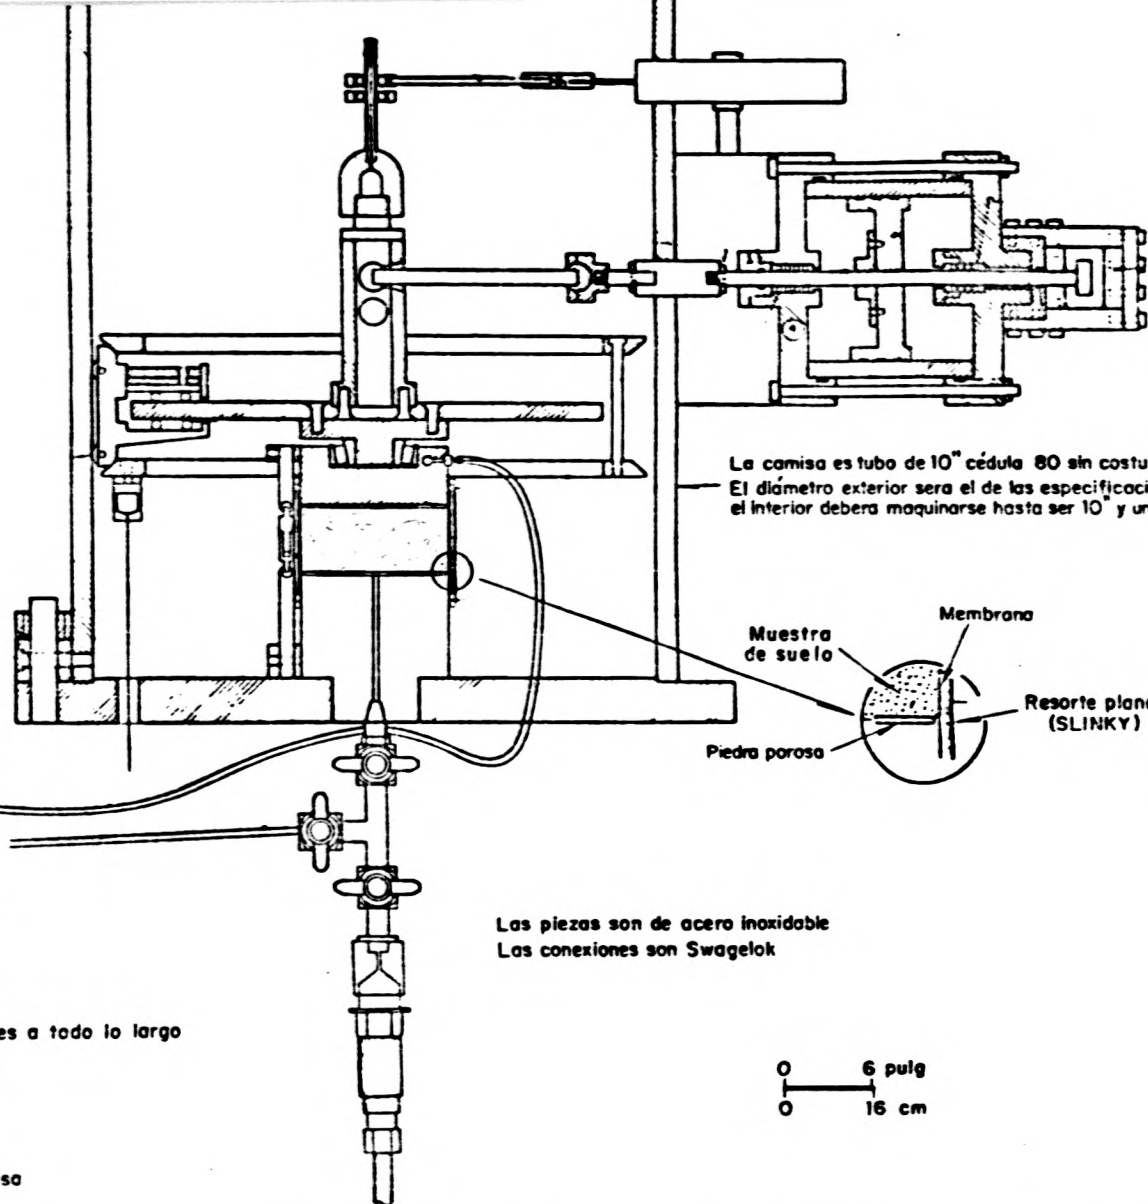 La camisa es tubo de 10" cédula 80 sin costu
El diámetro exterior sera el de las especificaci
el interior debera maquinarse hasta ser 10" y un
Membrana
Muestra
de suelo
Resorte plano
(SLINKY)
Piedra porosa
Las piezas son de acero inoxidable
Las conexiones son Swagelok
es a todo lo largo
0 6 pulg
0 16 cm
sa